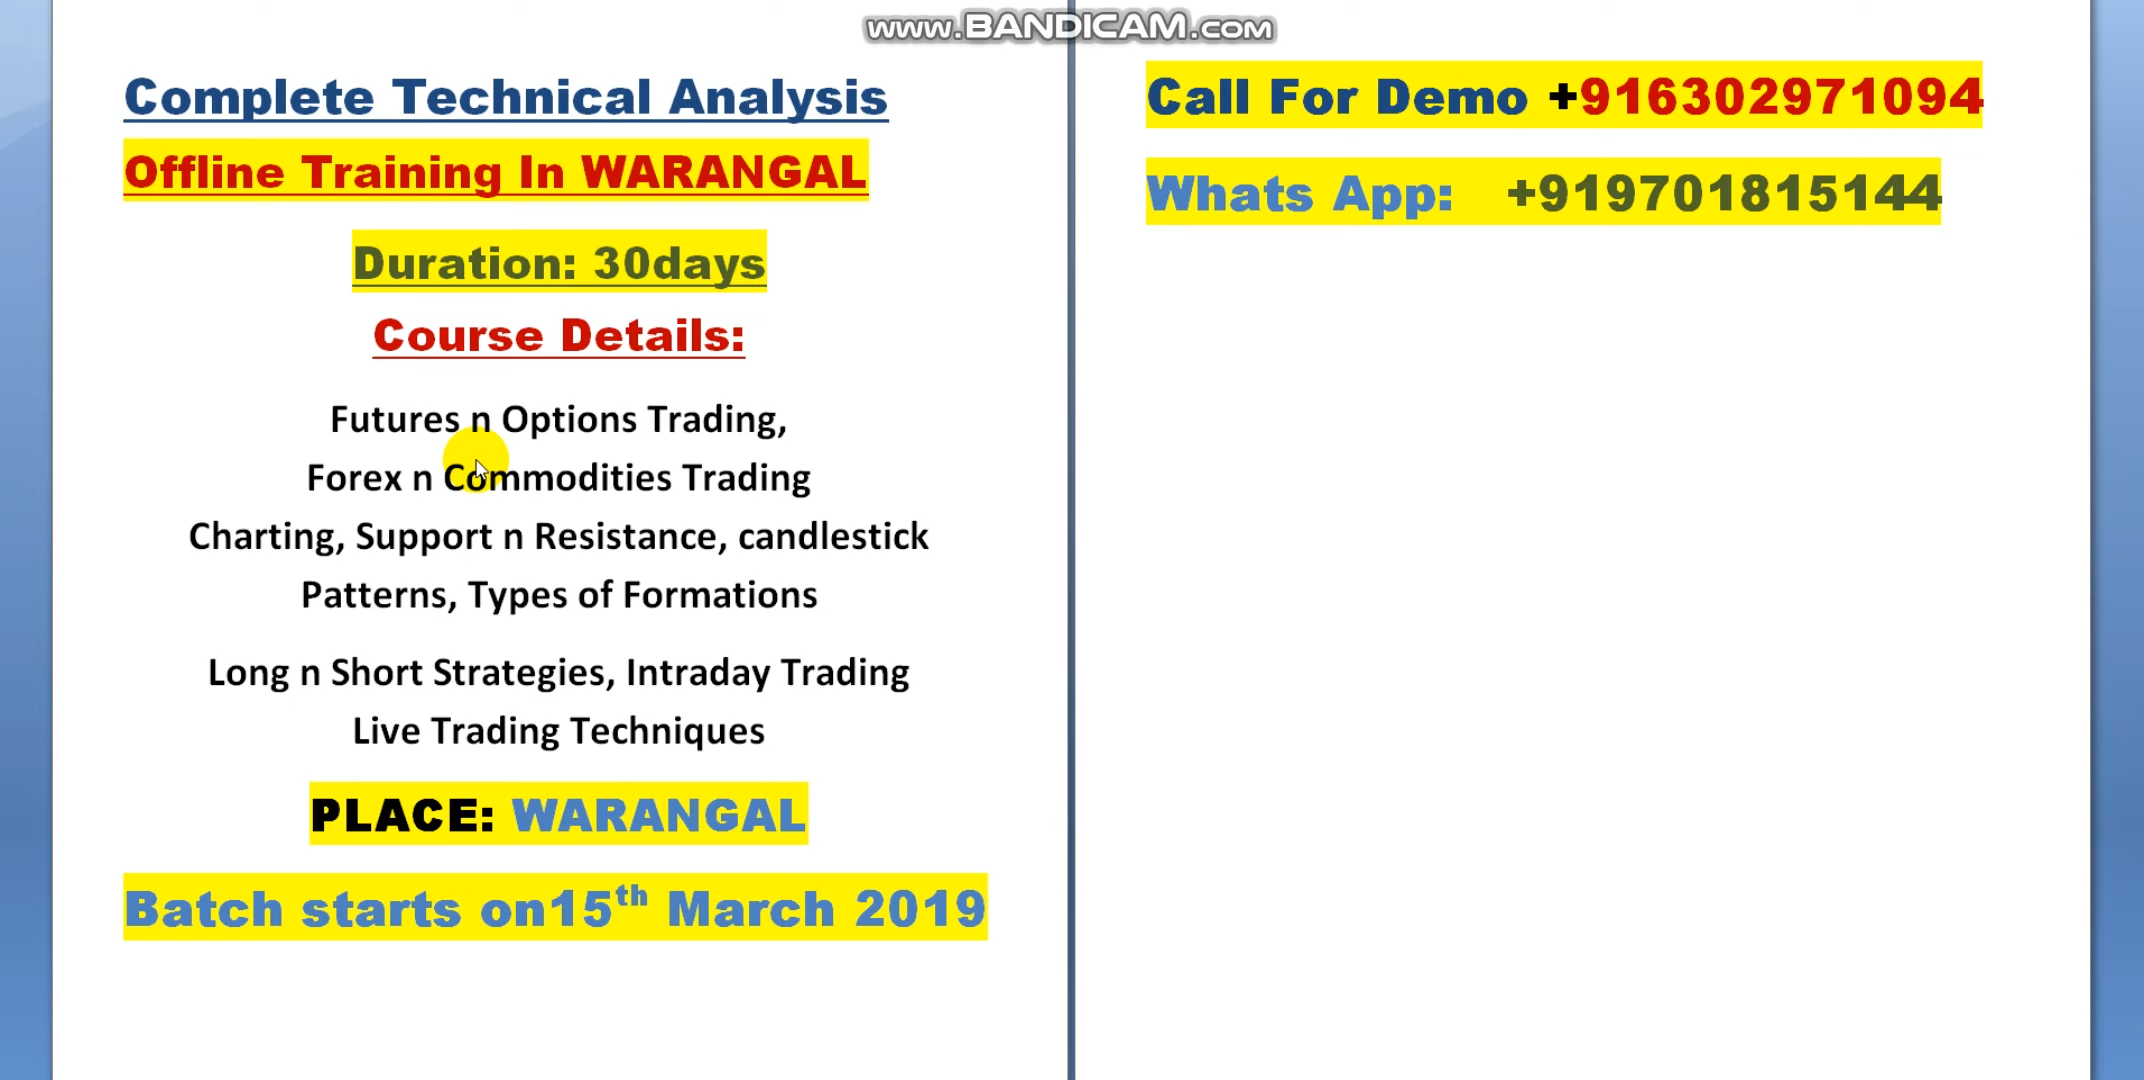 www.BANDICAM.com
Complete Technical Analysis
Offline Training In WARANGAL
Duration: 30days
Course Details:
Futures n Options Trading,
Forex n Commodities Trading
Charting, Support n Resistance, candlestick
Patterns, Types of Formations
Long n Short Strategies, Intraday Trading
Live Trading Techniques
PLACE: WARANGAL
Batch starts on15th March 2019
Call For Demo +916302971094
Whats App: +919701815144